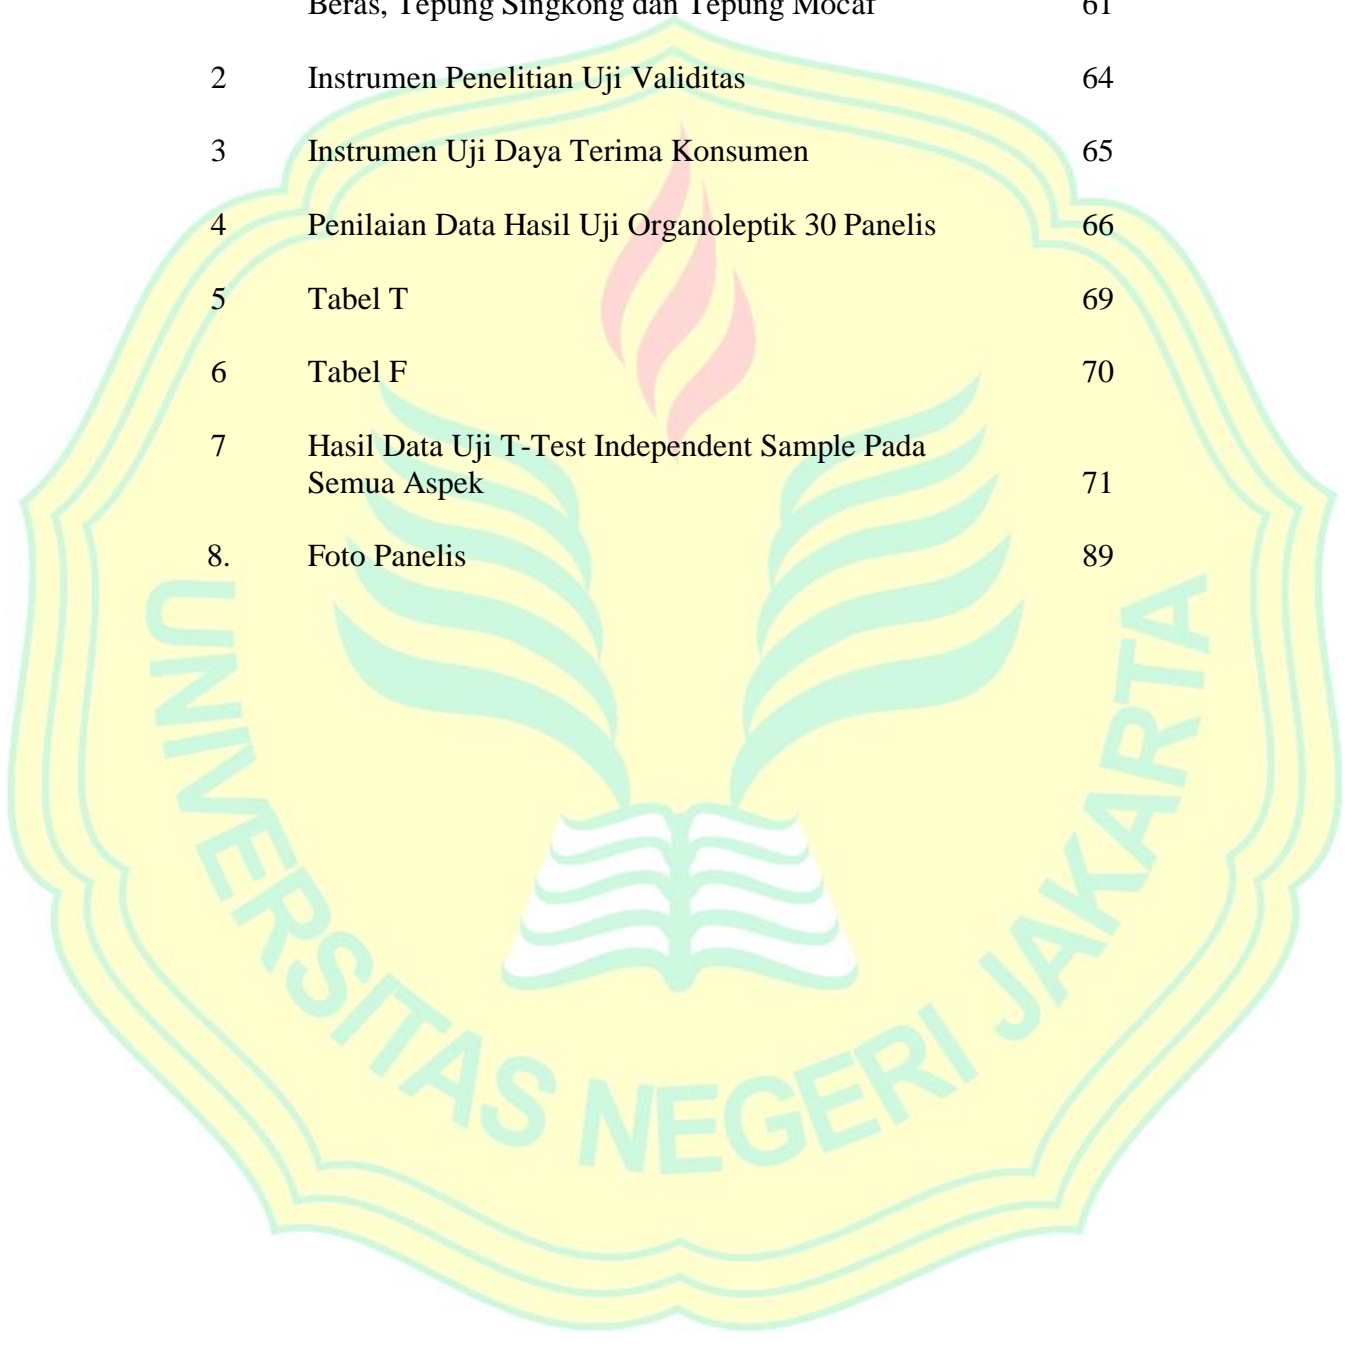 Beras, Tepung Singkong dan Tepung Mocaf 61
2 Instrumen Penelitian Uji Validitas 64
3 Instrumen Uji Daya Terima Konsumen 65
4 Penilaian Data Hasil Uji Organoleptik 30 Panelis 66
5 Tabel T 69
6 Tabel F 70
7 Hasil Data Uji T-Test Independent Sample Pada
Semua Aspek 71
8. Foto Panelis 89
UNIVERSITAS NEGERI JAKARTA